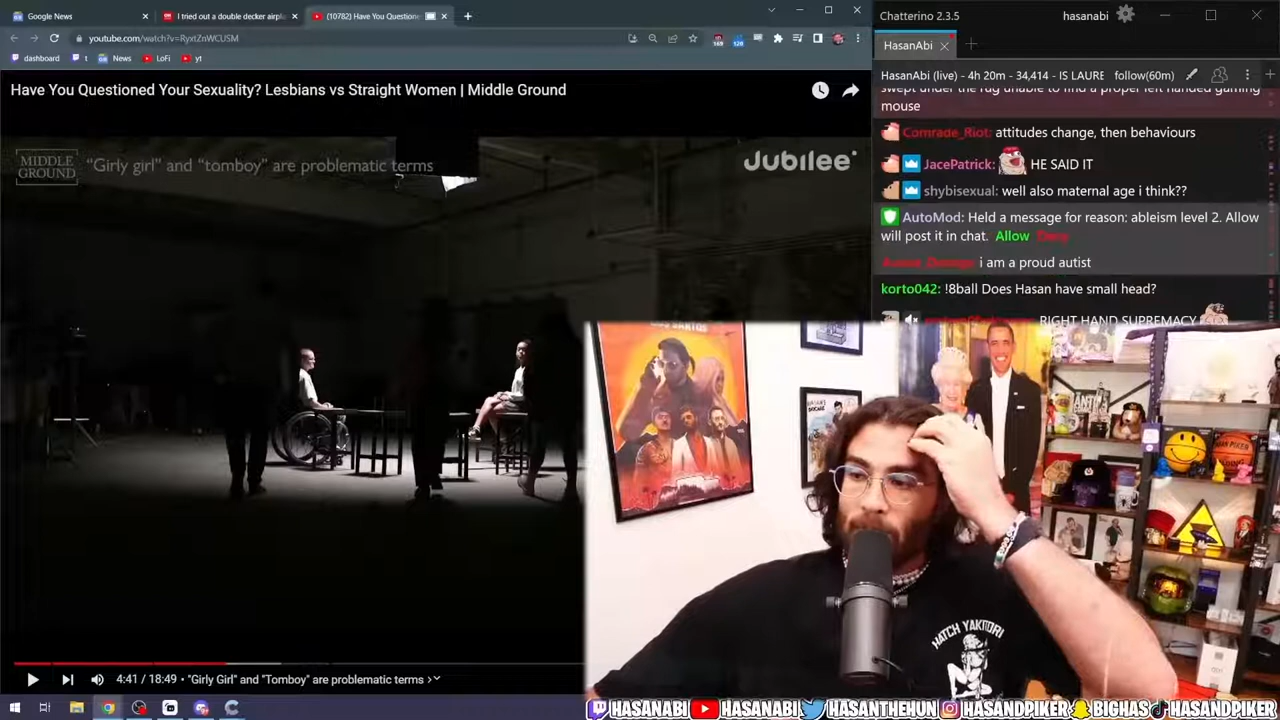 Google News
I tried out a double decker airpl
(10782) Have You Questione
youtube.com/watch?v=RyxtZnWCUSM
dashboard
t
News
LoFi
yt
Have You Questioned Your Sexuality? Lesbians vs Straight Women | Middle Ground
MIDDLE
GROUND
“Girly girl” and “tomboy” are problematic terms
Jubilee
4:41 / 18:49 • "Girly Girl" and "Tomboy" are problematic terms
Chatterino 2.3.5
hasanabi
HasanAbi
HasanAbi (live) - 4h 20m - 34,414 - IS LAURE
follow(60m)
swept under the rug unable to find a proper left handed gaming
mouse
Comrade_Riot: attitudes change, then behaviours
JacePatrick: HE SAID IT
shybisexual: well also maternal age i think??
AutoMod: Held a message for reason: ableism level 2. Allow
will post it in chat. Allow Deny
i am a proud autist
korto042: !8ball Does Hasan have small head?
RIGHT HAND SUPREMACY
HATCH YAKITORI
HASANABI
HASANABI
HASANTHEHUN
HASANDPIKER
BIGHAS
HASANDPIKER